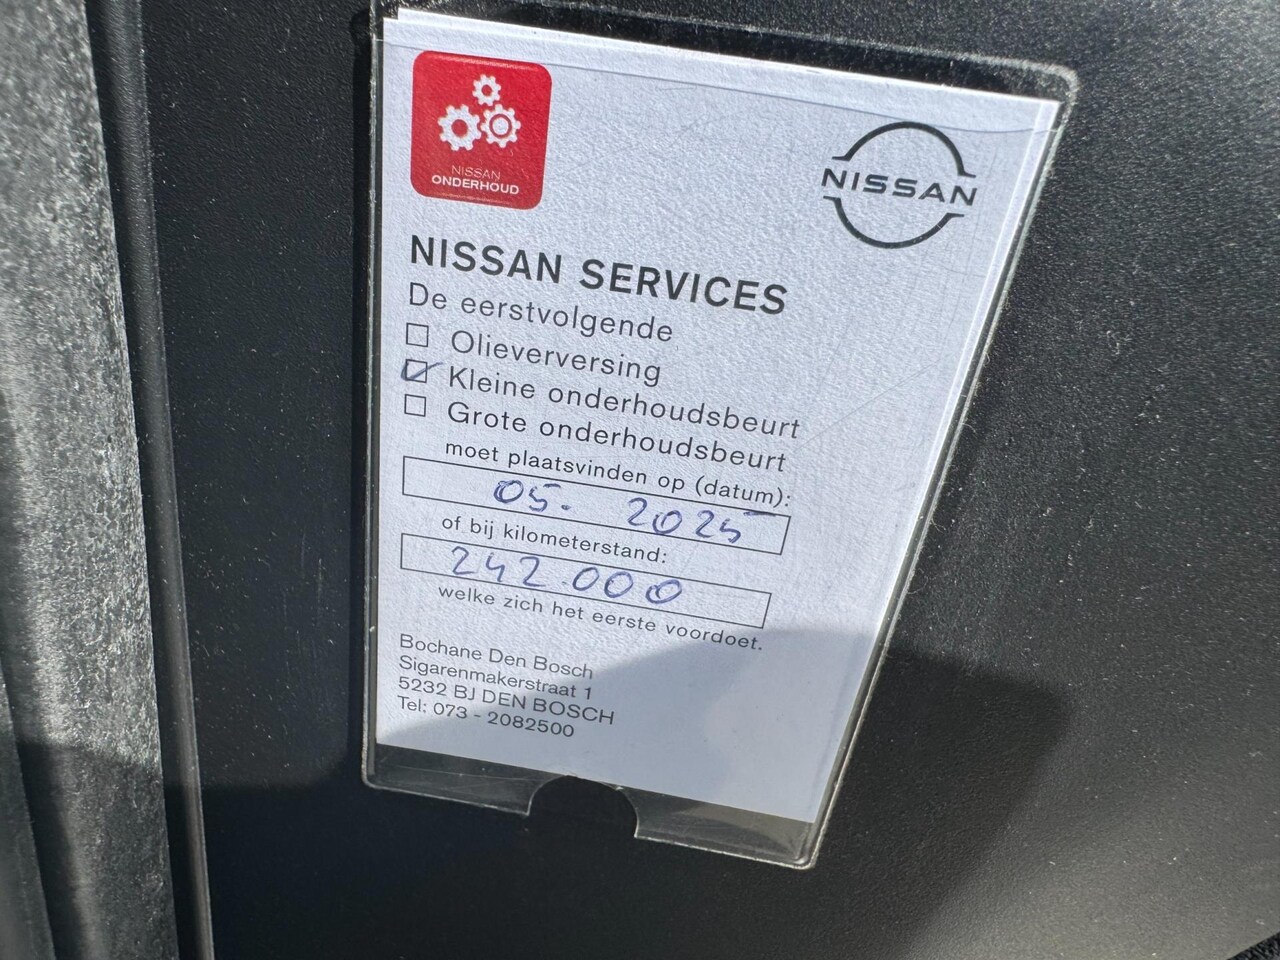 NISSAN
ONDERHOUD
NISSAN
NISSAN SERVICES
De eerstvolgende
Olieverversing
Kleine onderhoudsbeurt
Grote onderhoudsbeurt
moet plaatsvinden op (datum):
05. 2025
of bij kilometerstand:
242.000
welke zich het eerste voordoet.
Bochane Den Bosch
Sigarenmakerstraat 1
5232 BJ DEN BOSCH
Tel: 073 - 2082500